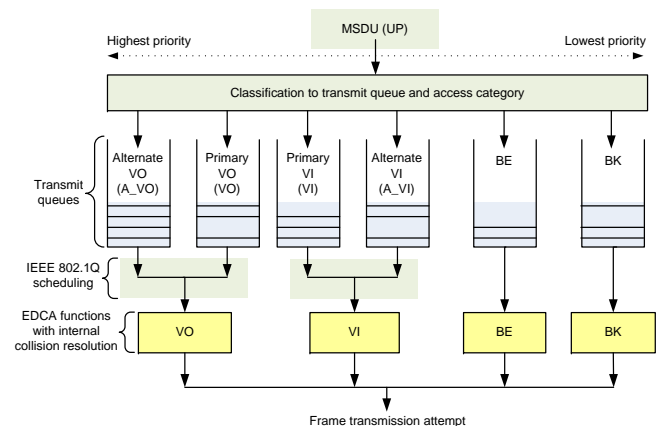 MSDU (UP)
Highest priority
Lowest priority
Classification to transmit queue and access category
Transmit
queues
Alternate
VO
(A_VO)
Primary
VO
(VO)
Primary
VI
(VI)
Alternate
VI
(A_VI)
BE
BK
IEEE 802.1Q
scheduling
EDCA functions
with internal
collision resolution
VO
VI
BE
BK
Frame transmission attempt